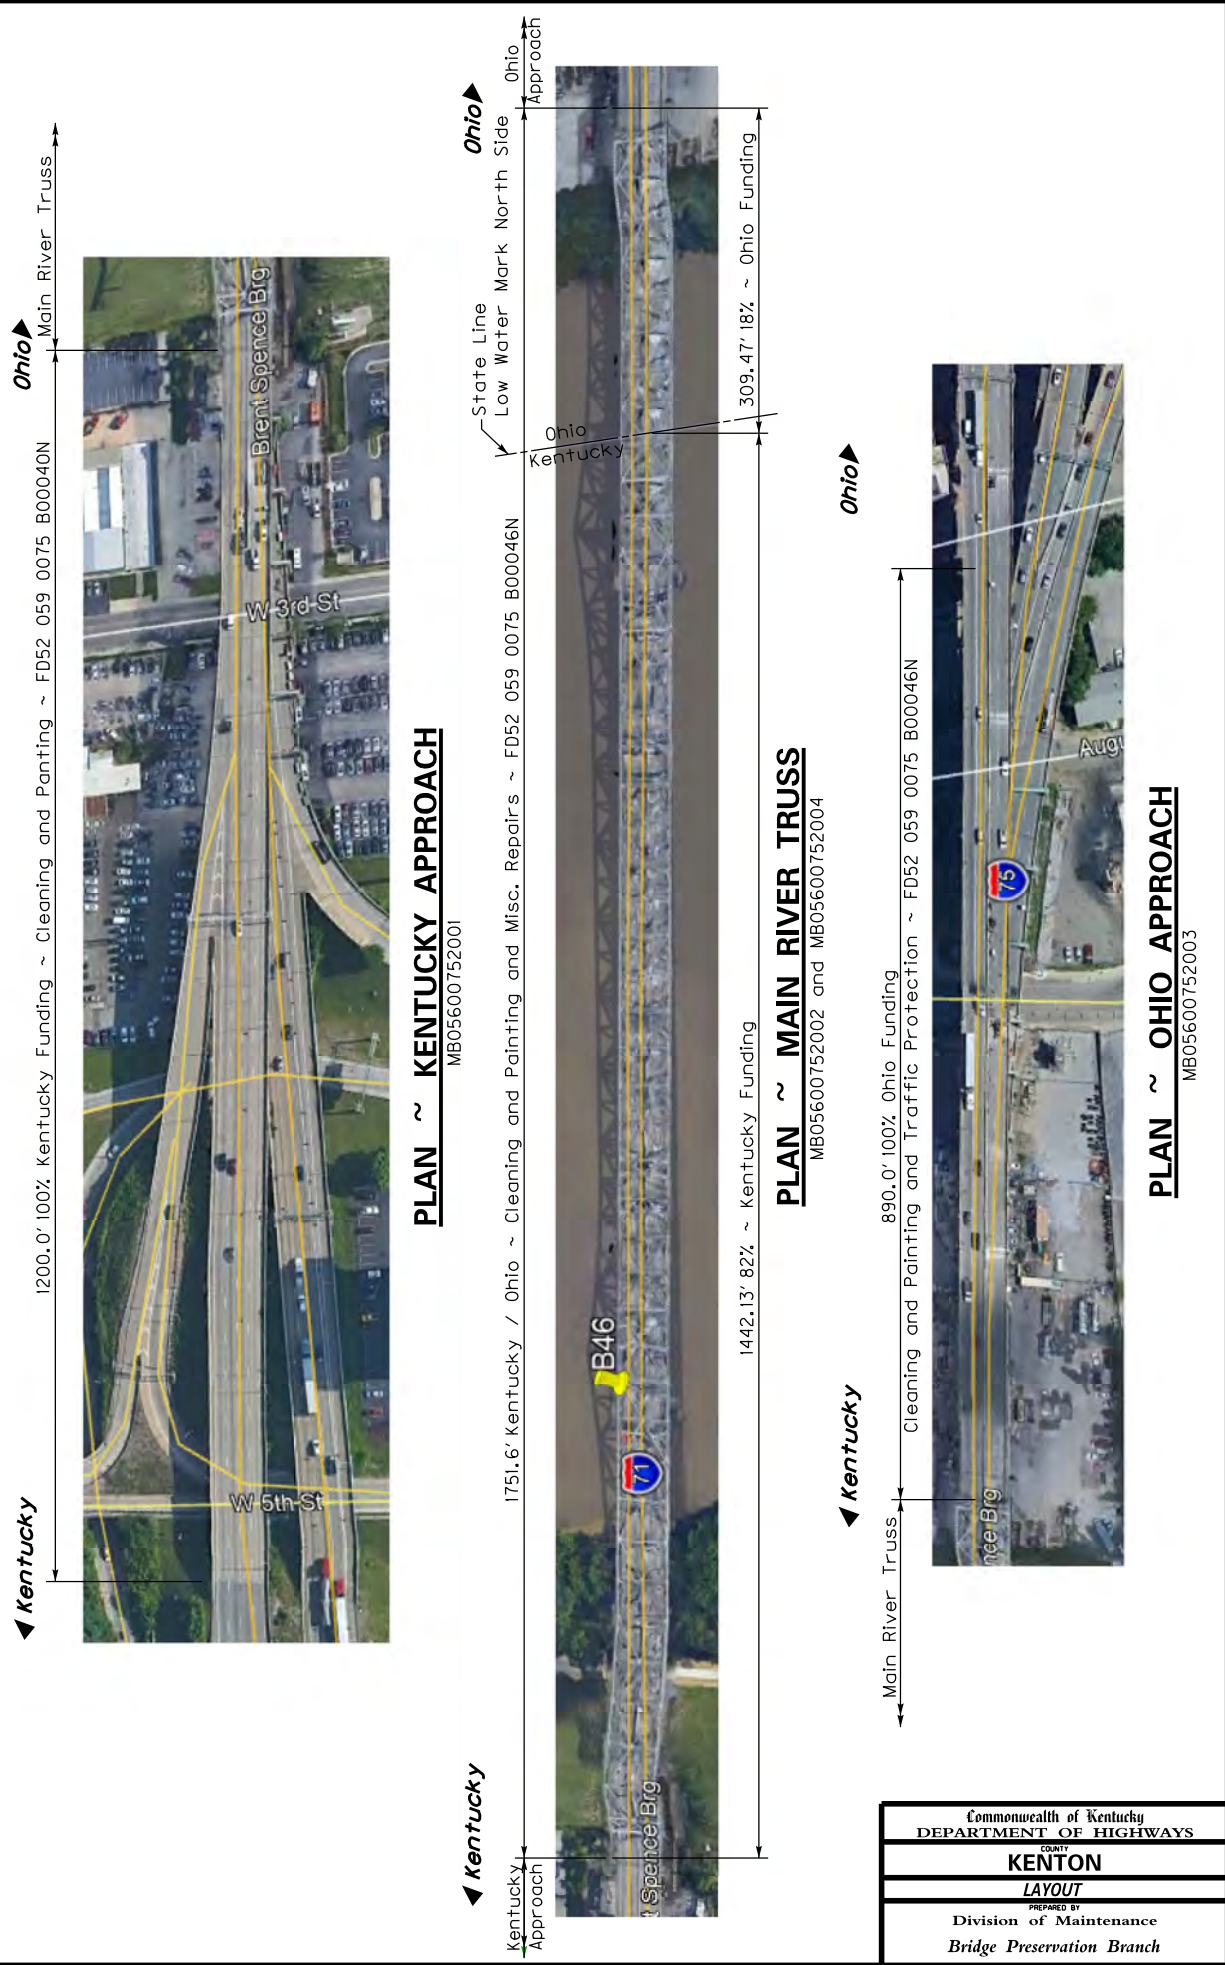 Ohio
Main River Truss
1200.0' 100% Kentucky Funding ~ Cleaning and Panting ~ FD52 059 0075 B00040N
Kentucky
Brent Spence Brg
W 3rd St
W 5th St
PLAN ~ KENTUCKY APPROACH
MB05600752001
Ohio
Approach
Ohio
State Line
Low Water Mark North Side
1751.6' Kentucky / Ohio ~ Cleaning and Painting and Misc. Repairs ~ FD52 059 0075 B00046N
Kentucky
Kentucky
Approach
Ohio
Kentucky
B46
71
t Spence Brg
309.47' 18% ~ Ohio Funding
1442.13' 82% ~ Kentucky Funding
PLAN ~ MAIN RIVER TRUSS
MB05600752002 and MB05600752004
Ohio
Kentucky
890.0' 100% Ohio Funding
Cleaning and Painting and Traffic Protection ~ FD52 059 0075 B00046N
Main River Truss
75
Augu
nce Brg
PLAN ~ OHIO APPROACH
MB05600752003
Commonwealth of Kentucky
DEPARTMENT OF HIGHWAYS
COUNTY
KENTON
LAYOUT
PREPARED BY
Division of Maintenance
Bridge Preservation Branch